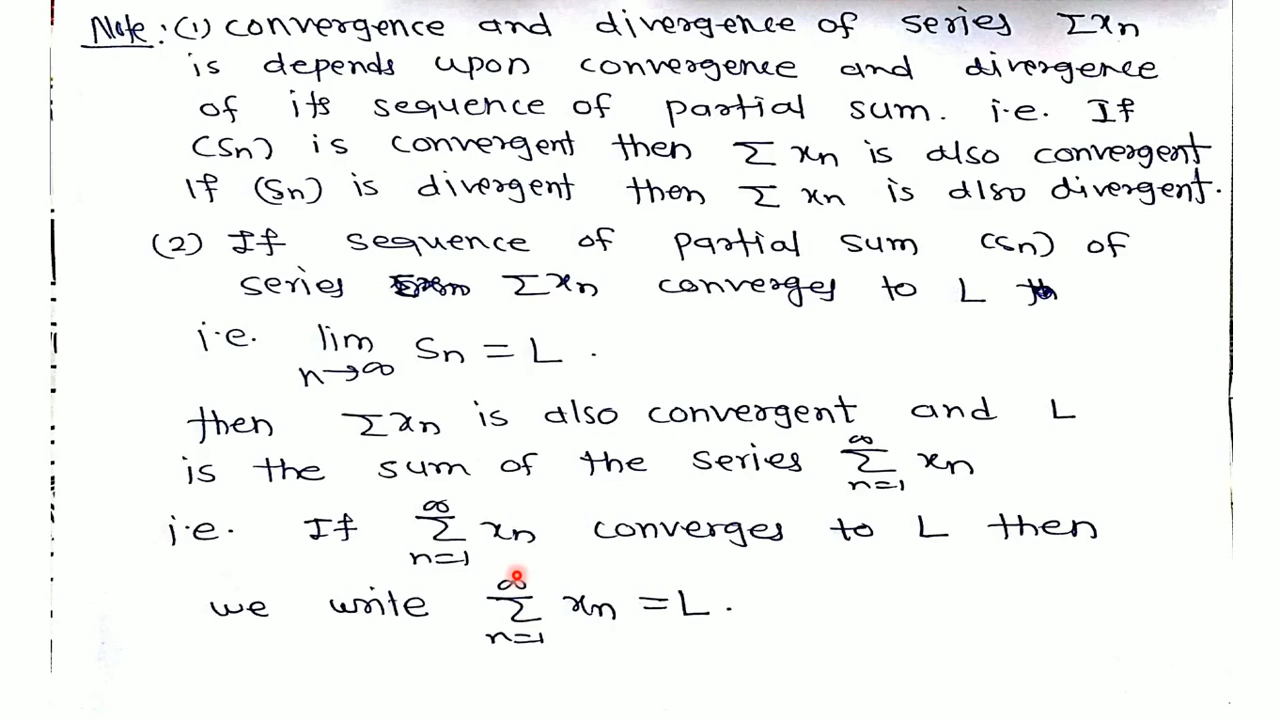 Note : (1) convergence and divergence of series Σxn
is depends upon convergence and divergence
of its sequence of partial sum. i.e. If
(Sn) is convergent then Σ xn is also convergent
If (Sn) is divergent then Σ xn is also divergent.
(2) If sequence of partial sum (Sn) of
series Σxn converges to L
i.e. lim n→∞ Sn = L .
then Σxn is also convergent and L
is the sum of the series ∞ Σ n=1 xn
i.e. If ∞ Σ n=1 xn converges to L then
we write ∞ Σ n=1 xn = L .